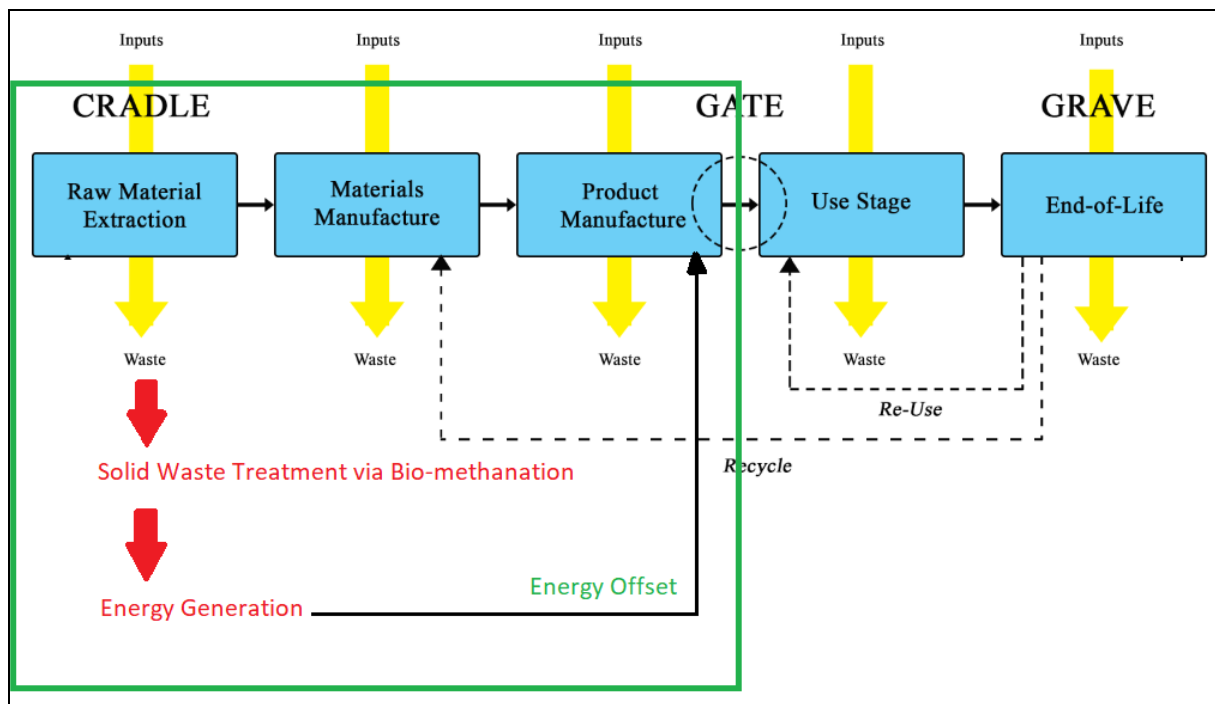 Inputs
Inputs
Inputs
Inputs
Inputs
CRADLE
GATE
GRAVE
Raw Material
Extraction
Materials
Manufacture
Product
Manufacture
Use Stage
End-of-Life
Waste
Waste
Waste
Waste
Waste
Re-Use
Recycle
Solid Waste Treatment via Bio-methanation
Energy Offset
Energy Generation